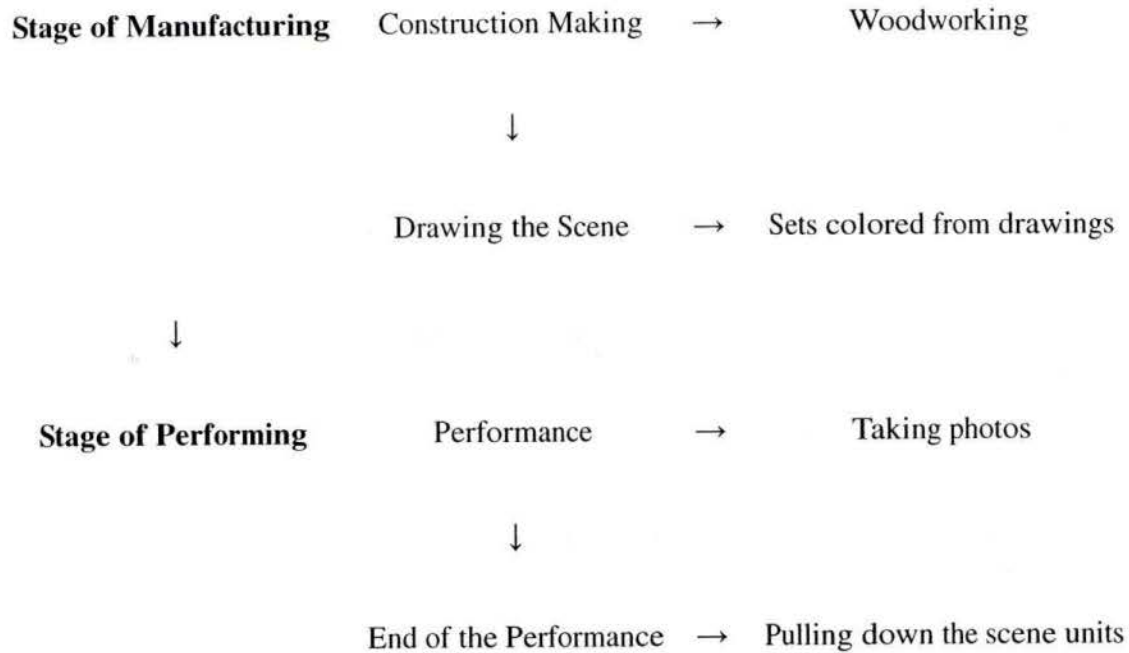 Stage of Manufacturing Construction Making → Woodworking
↓
Drawing the Scene → Sets colored from drawings
↓
Stage of Performing Performance → Taking photos
↓
End of the Performance → Pulling down the scene units